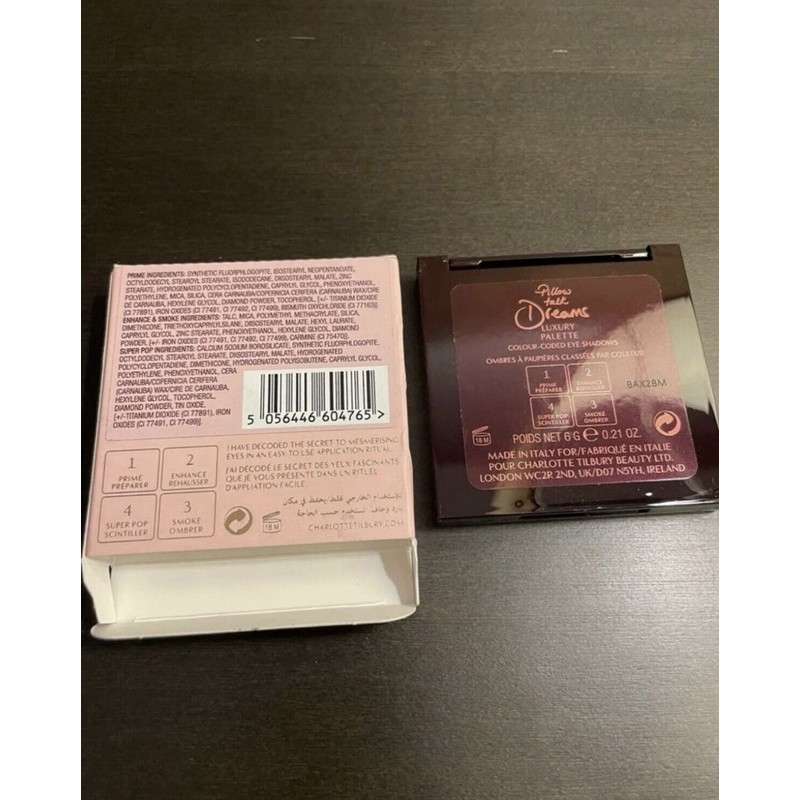 PRIME INGREDIENTS: SYNTHETIC FLUORPHLOGOPITE, ISOSTEARYL NEOPENTANOATE,
OCTYLDODECYL STEAROYL STEARATE, ISODODECANE, DIISOSTEARYL MALATE, ZINC
STEARATE, HYDROGENATED POLYCYCLOPENTADIENE, CAPRYLYL GLYCOL, PHENOXYETHANOL,
POLYETHYLENE, MICA, SILICA, CERA CARNAUBA/COPERNICIA CERIFERA (CARNAUBA) WAX/CIRE
DE CARNAUBA, HEXYLENE GLYCOL, DIAMOND POWDER, TOCOPHEROL, [+/- TITANIUM DIOXIDE
(CI 77891), IRON OXIDES (CI 77491, CI 77492, CI 77499), BISMUTH OXYCHLORIDE (CI 77163)].
ENHANCE & SMOKE INGREDIENTS: TALC, MICA, POLYMETHYL METHACRYLATE, SILICA,
DIMETHICONE, TRIETHOXYCAPRYLYLSILANE, DIISOSTEARYL MALATE, HEXYL LAURATE,
CAPRYLYL GLYCOL, ZINC STEARATE, PHENOXYETHANOL, HEXYLENE GLYCOL, DIAMOND
POWDER, [+/- IRON OXIDES (CI 77491, CI 77492, CI 77499), CARMINE (CI 75470)].
SUPER POP INGREDIENTS: CALCIUM SODIUM BOROSILICATE, SYNTHETIC FLUORPHLOGOPITE,
OCTYLDODECYL STEAROYL STEARATE, DIISOSTEARYL MALATE, HYDROGENATED
POLYCYCLOPENTADIENE, DIMETHICONE, HYDROGENATED POLYISOBUTENE, CAPRYLYL GLYCOL,
POLYETHYLENE, PHENOXYETHANOL, CERA
CARNAUBA/COPERNICIA CERIFERA
(CARNAUBA) WAX/CIRE DE CARNAUBA,
HEXYLENE GLYCOL, TOCOPHEROL,
DIAMOND POWDER, TIN OXIDE,
[+/-TITANIUM DIOXIDE (CI 77891), IRON
OXIDES (CI 77491, CI 77499)].
5 056446 604765 >
I HAVE DECODED THE SECRET TO MESMERISING
EYES IN AN EASY TO USE APPLICATION RITUAL.
J'AI DÉCODÉ LE SECRET DES YEUX FASCINANTS
QUE JE VOUS PRÉSENTE DANS UN RITUEL
D'APPLICATION FACILE.
للاستخدام الخارجي فقط/يحفظ في مكان
بارد وجاف. تستخدم حسب الحاجة
CHARLOTTETILBURY.COM
1
PRIME
PRÉPARER
2
ENHANCE
REHAUSSER
4
SUPER POP
SCINTILLER
3
SMOKE
OMBRER
18 M
Pillow
talk
Dreams
LUXURY
PALETTE
COLOUR-CODED EYE SHADOWS
OMBRES À PAUPIÈRES CLASSÉES PAR COULEUR
1
PRIME
PRÉPARER
2
ENHANCE
REHAUSSER
4
SUPER POP
SCINTILLER
3
SMOKE
OMBRER
BAX2BM
18 M
POIDS NET 6 G e 0.21 OZ.
MADE IN ITALY FOR/FABRIQUÉ EN ITALIE
POUR CHARLOTTE TILBURY BEAUTY LTD.
LONDON WC2R 2ND, UK/D07 N5YH, IRELAND